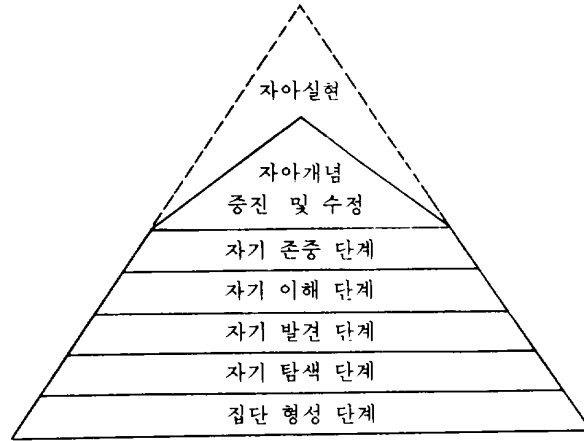 자아실현
자아개념
증진 및 수정
자기 존중 단계
자기 이해 단계
자기 발견 단계
자기 탐색 단계
집단 형성 단계